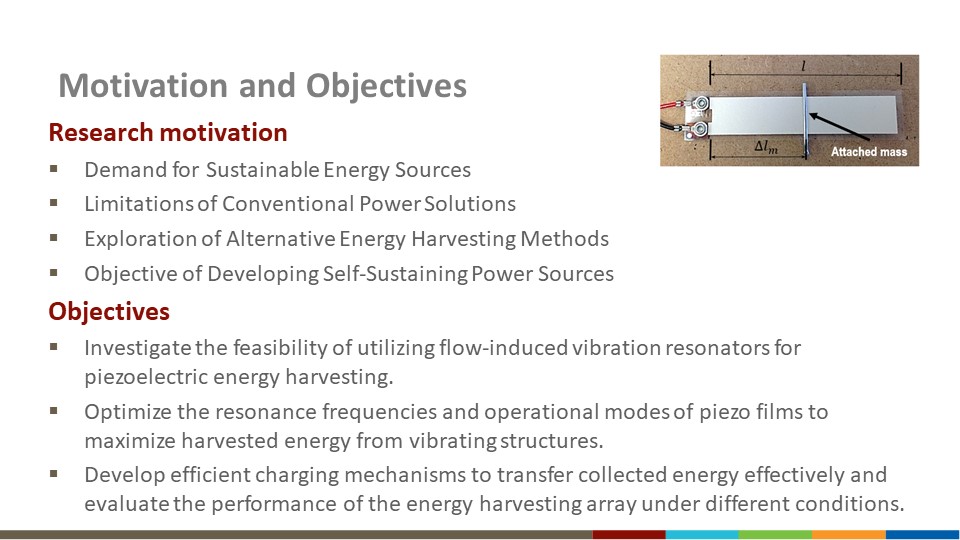 Motivation and Objectives
Research motivation
▪ Demand for Sustainable Energy Sources
▪ Limitations of Conventional Power Solutions
▪ Exploration of Alternative Energy Harvesting Methods
▪ Objective of Developing Self-Sustaining Power Sources
Objectives
▪ Investigate the feasibility of utilizing flow-induced vibration resonators for
piezoelectric energy harvesting.
▪ Optimize the resonance frequencies and operational modes of piezo films to
maximize harvested energy from vibrating structures.
▪ Develop efficient charging mechanisms to transfer collected energy effectively and
evaluate the performance of the energy harvesting array under different conditions.
l
Δlₘ
Attached mass